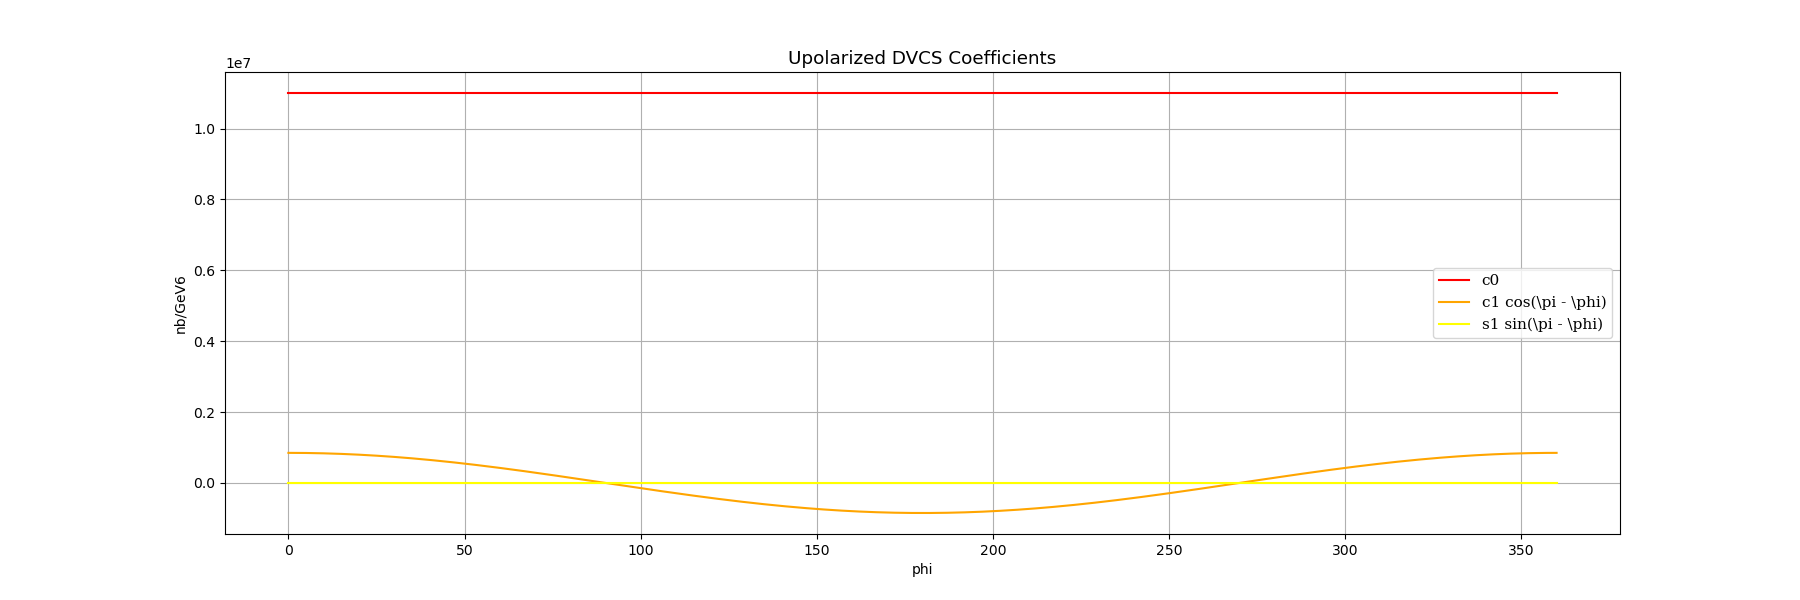 Upolarized DVCS Coefficients
1e7
1.0
0.8
0.6
0.4
0.2
0.0
nb/GeV6
c0
c1 cos(\pi - \phi)
s1 sin(\pi - \phi)
0 50 100 150 200 250 300 350
phi